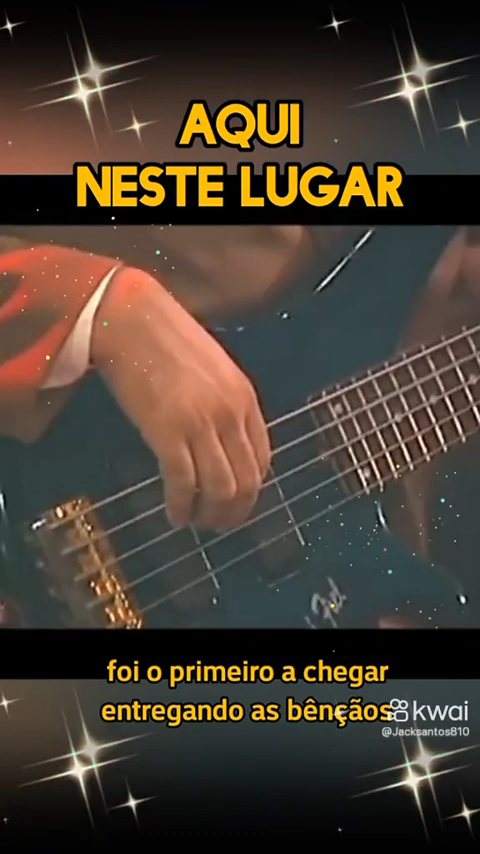 AQUI
NESTE LUGAR
foi o primeiro a chegar
entregando as bênçãos
kwai
@Jacksantos810